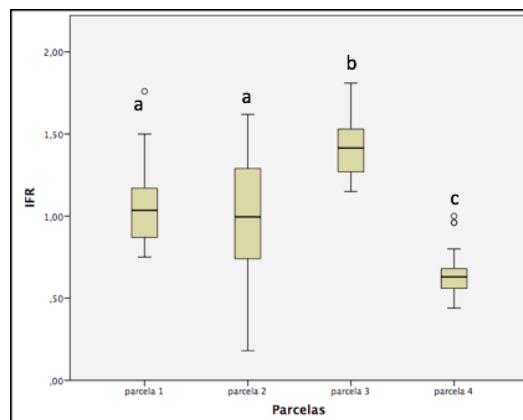 2,00
1,50
1,00
,50
,00
IFR
a
a
b
c
parcela 1
parcela 2
parcela 3
parcela 4
Parcelas